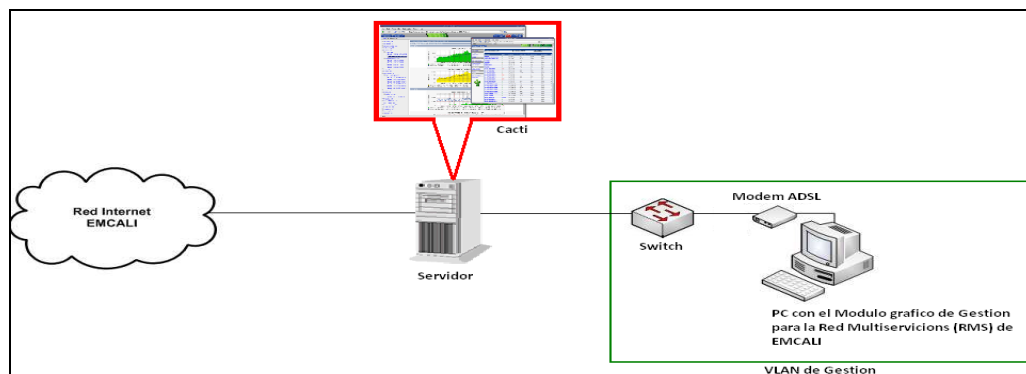 Cacti
Red Internet
EMCALI
Servidor
Switch
Modem ADSL
PC con el Modulo grafico de Gestion
para la Red Multiservicions (RMS) de
EMCALI
VLAN de Gestion